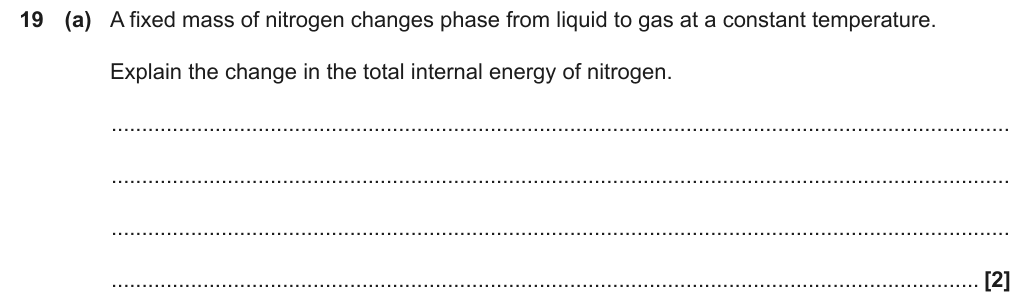 19 (a) A fixed mass of nitrogen changes phase from liquid to gas at a constant temperature.
Explain the change in the total internal energy of nitrogen.
[2]